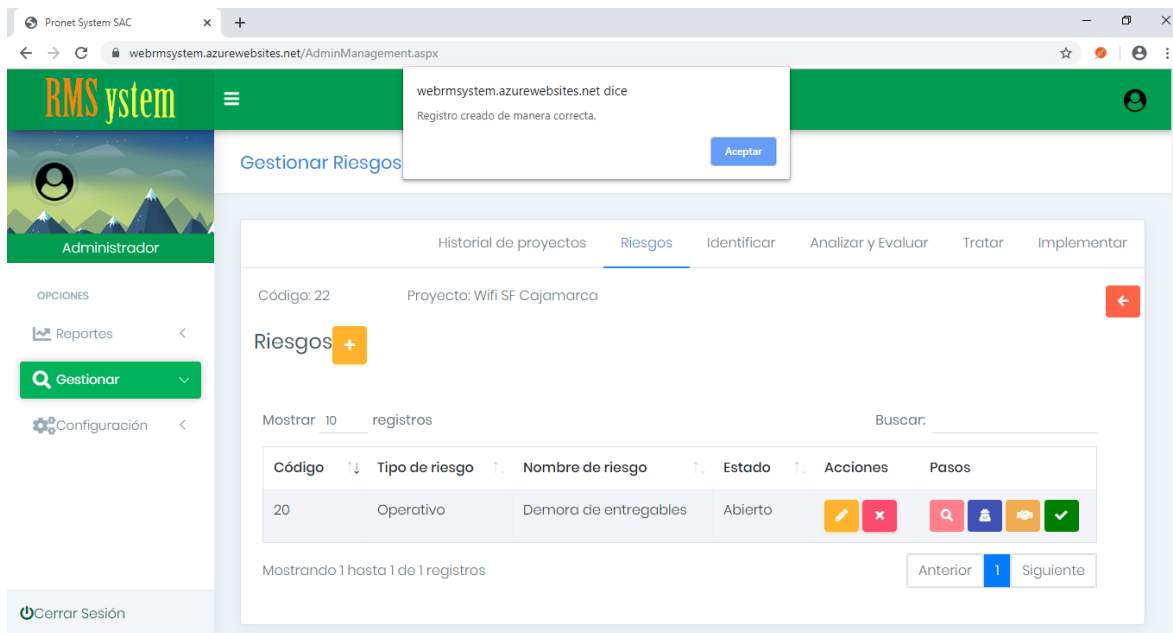 Pronet System SAC
webrmsystem.azurewebsites.net/AdminManagement.aspx
webrmsystem.azurewebsites.net dice
Registro creado de manera correcta.
Aceptar
RMSystem
Gestionar Riesgos
Administrador
OPCIONES
Reportes
Gestionar
Configuración
Cerrar Sesión
Historial de proyectos Riesgos Identificar Analizar y Evaluar Tratar Implementar
Código: 22 Proyecto: Wifi SF Cajamarca
Riesgos +
Mostrar 10 registros Buscar:
Código Tipo de riesgo Nombre de riesgo Estado Acciones Pasos
20 Operativo Demora de entregables Abierto
Mostrando 1 hasta 1 de 1 registros Anterior 1 Siguiente